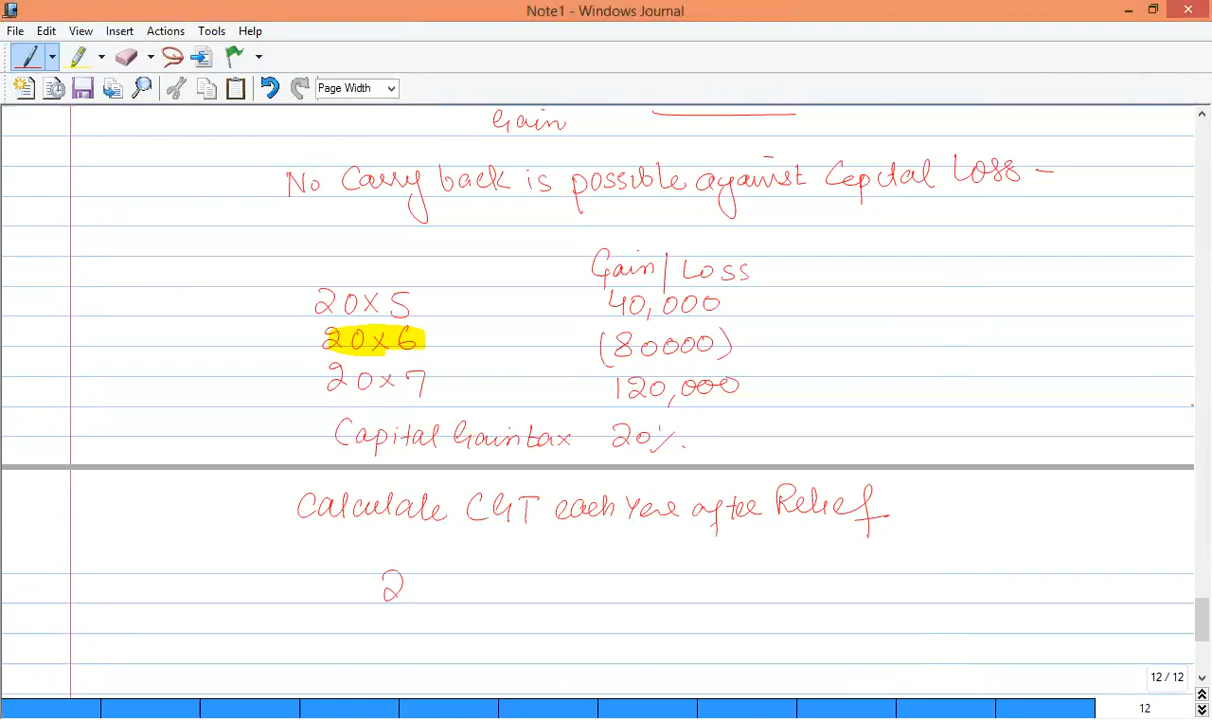 Note1 - Windows Journal
File Edit View Insert Actions Tools Help
Page Width
Gain
No Carry back is possible against Capital Loss -
Gain/Loss
20x5 40,000
20x6 (80000)
20x7 120,000
Capital Gain tax 20%.
Calculate CGT each Year after Relief
2
12 / 12
12